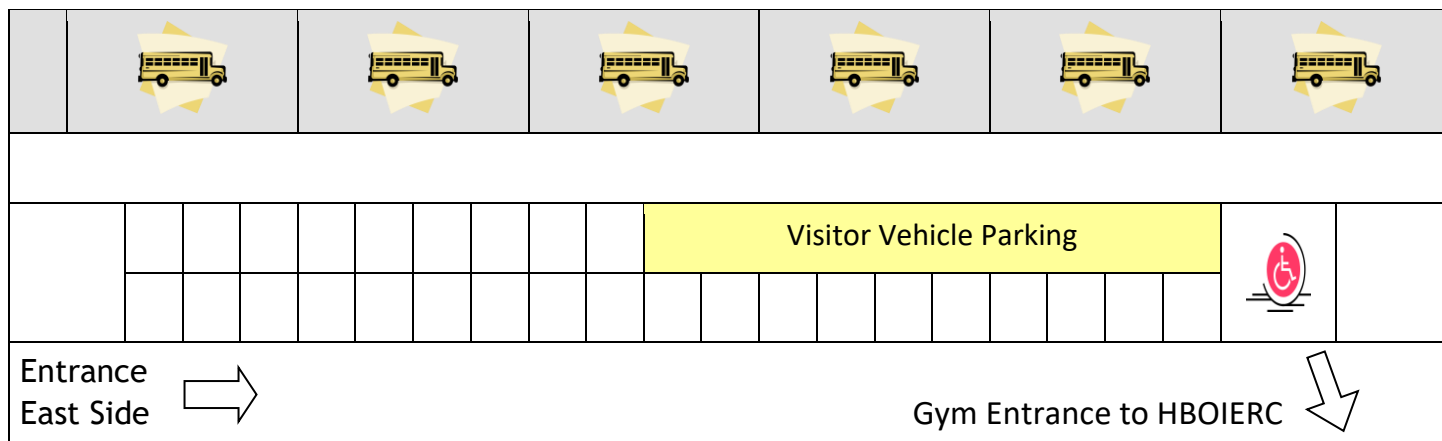 Visitor Vehicle Parking
Entrance
East Side
Gym Entrance to HBOIERC